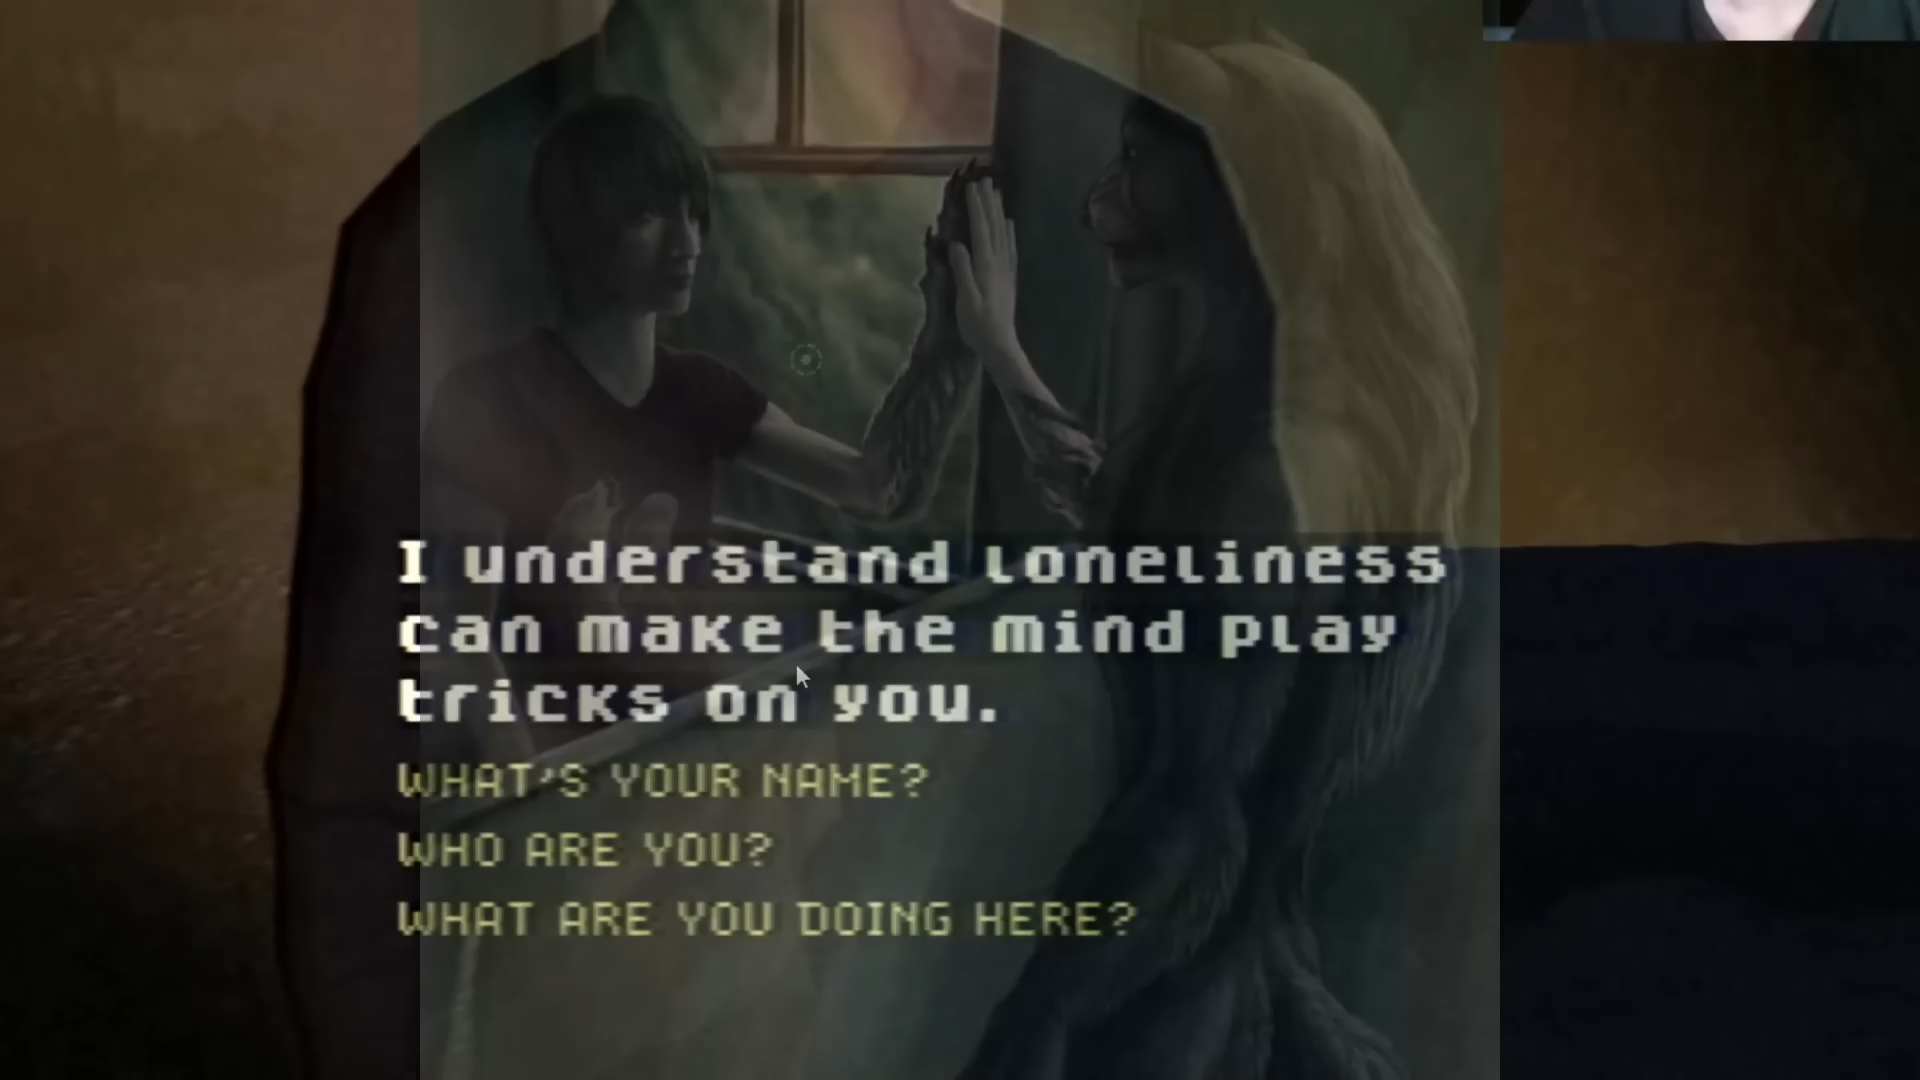 I understand loneliness
can make the mind play
tricks on you.
WHAT'S YOUR NAME?
WHO ARE YOU?
WHAT ARE YOU DOING HERE?